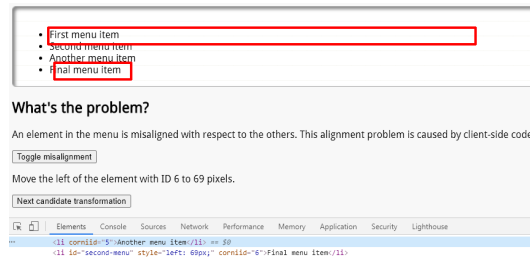 First menu item
Second menu item
Another menu item
Final menu item
What's the problem?
An element in the menu is misaligned with respect to the others. This alignment problem is caused by client-side code
Toggle misalignment
Move the left of the element with ID 6 to 69 pixels.
Next candidate transformation
Elements Console Sources Network Performance Memory Application Security Lighthouse
<li corniid="5">Another menu item</li> == $0
<li id="second-menu" style="left: 69px;" corniid="6">Final menu item</li>